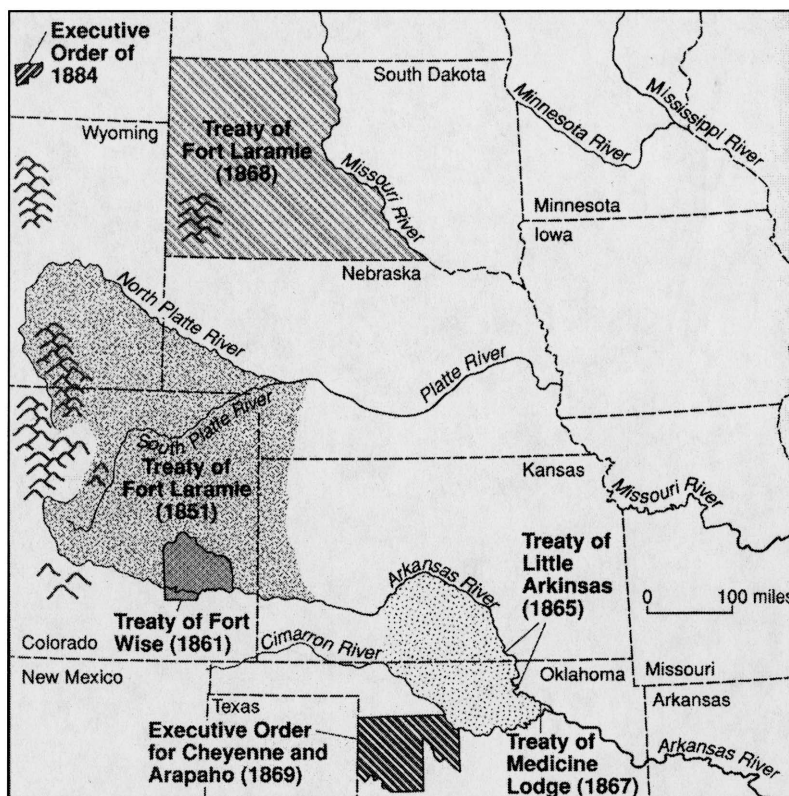 Executive
Order of
1884
South Dakota
Wyoming
Treaty of
Fort Laramie
(1868)
Minnesota River
Mississippi River
Missouri River
Minnesota
Iowa
Nebraska
North Platte River
Platte River
South Platte River
Treaty of
Fort Laramie
(1851)
Kansas
Missouri River
Treaty of
Little
Arkinsas
(1865)
Arkansas River
0 100 miles
Treaty of Fort
Wise (1861)
Colorado
Cimarron River
New Mexico
Oklahoma
Missouri
Arkansas
Texas
Executive Order
for Cheyenne and
Arapaho (1869)
Treaty of
Medicine
Lodge (1867)
Arkansas River